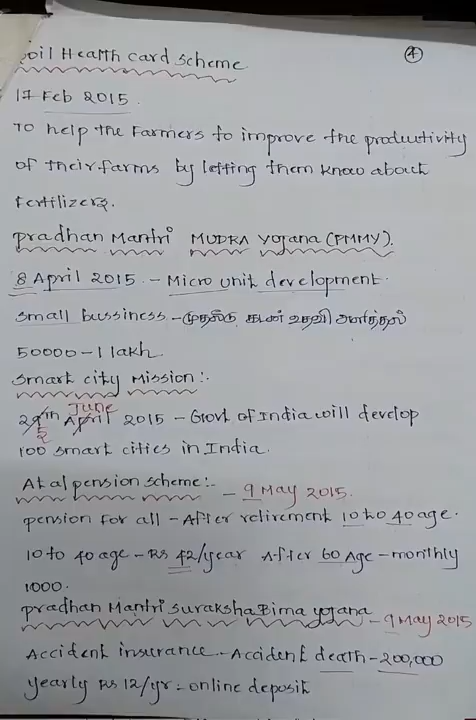 ④
Soil Health card scheme
17 Feb 2015.
To help the Farmers to improve the productivity
of their farms by letting them know about
Fertilizers.
Pradhan Mantri MUDRA yojana (PMMY).
8 April 2015. - Micro unit development.
Small bussiness - முதலீடு கடன் உதவி அளித்தல்
50000 - 1 lakh.
Smart city Mission:-
25 June 2015 - Govt of India will develop
100 smart cities in India.
Atal pension scheme:- - 9 May 2015.
pension for all - After retirement 10 to 40 age.
10 to 40 age - Rs 42/year After 60 Age - monthly
1000.
Pradhan Mantri Suraksha Bima yojana - 9 May 2015
Accident insurance - Accident death - 200,000
yearly Rs 12/yr : online deposit